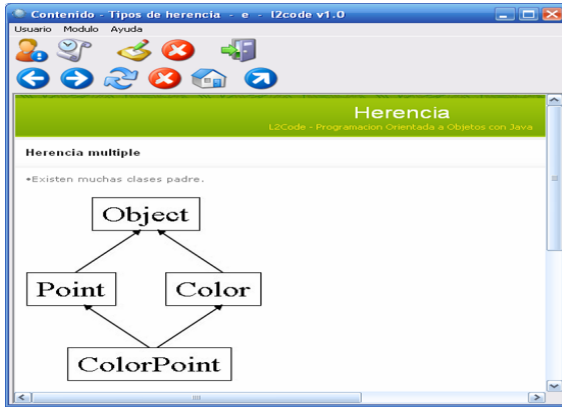 Contenido - Tipos de herencia - e - l2code v1.0
Usuario Modulo Ayuda
Herencia
L2Code - Programacion Orientada a Objetos con Java
Herencia multiple
•Existen muchas clases padre.
Object
Point Color
ColorPoint